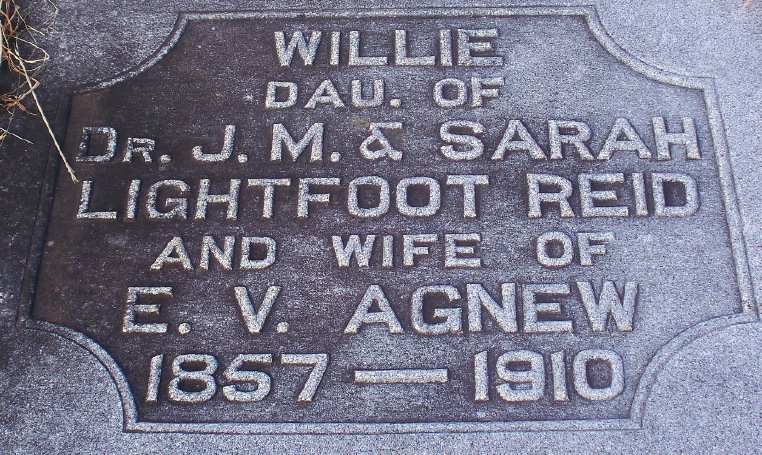 WILLIE
DAU. OF
DR. J. M. & SARAH
LIGHTFOOT REID
AND WIFE OF
E. V. AGNEW
1857 — 1910